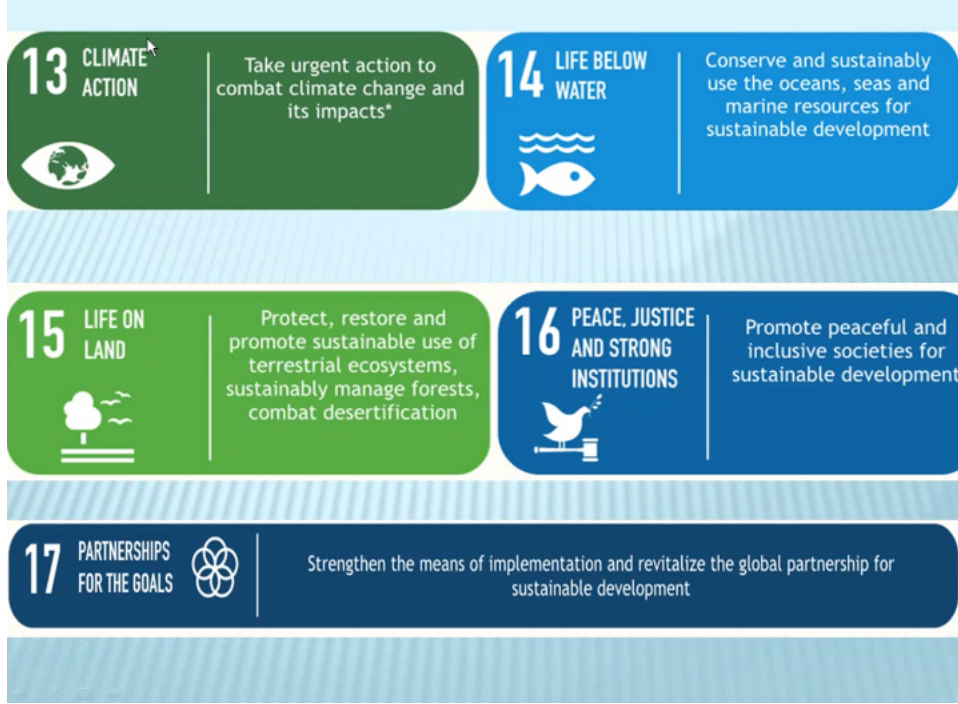 13 CLIMATE
ACTION
Take urgent action to
combat climate change and
its impacts*
14 LIFE BELOW
WATER
Conserve and sustainably
use the oceans, seas and
marine resources for
sustainable development
15 LIFE ON
LAND
Protect, restore and
promote sustainable use of
terrestrial ecosystems,
sustainably manage forests,
combat desertification
16 PEACE, JUSTICE
AND STRONG
INSTITUTIONS
Promote peaceful and
inclusive societies for
sustainable development
17 PARTNERSHIPS
FOR THE GOALS
Strengthen the means of implementation and revitalize the global partnership for
sustainable development